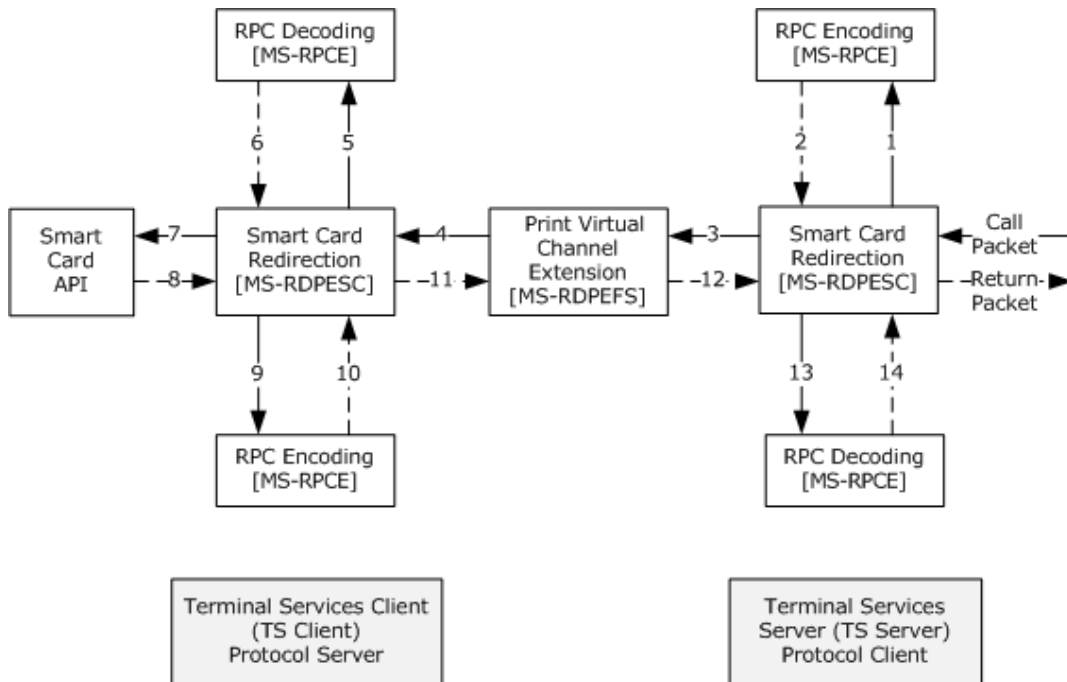 RPC Decoding
[MS-RPCE]
RPC Encoding
[MS-RPCE]
6
5
2
1
Smart
Card
API
7
8
Smart Card
Redirection
[MS-RDPESC]
4
11
Print Virtual
Channel
Extension
[MS-RDPEFS]
3
12
Smart Card
Redirection
[MS-RDPESC]
Call
Packet
Return
Packet
9
10
13
14
RPC Encoding
[MS-RPCE]
RPC Decoding
[MS-RPCE]
Terminal Services Client
(TS Client)
Protocol Server
Terminal Services
Server (TS Server)
Protocol Client